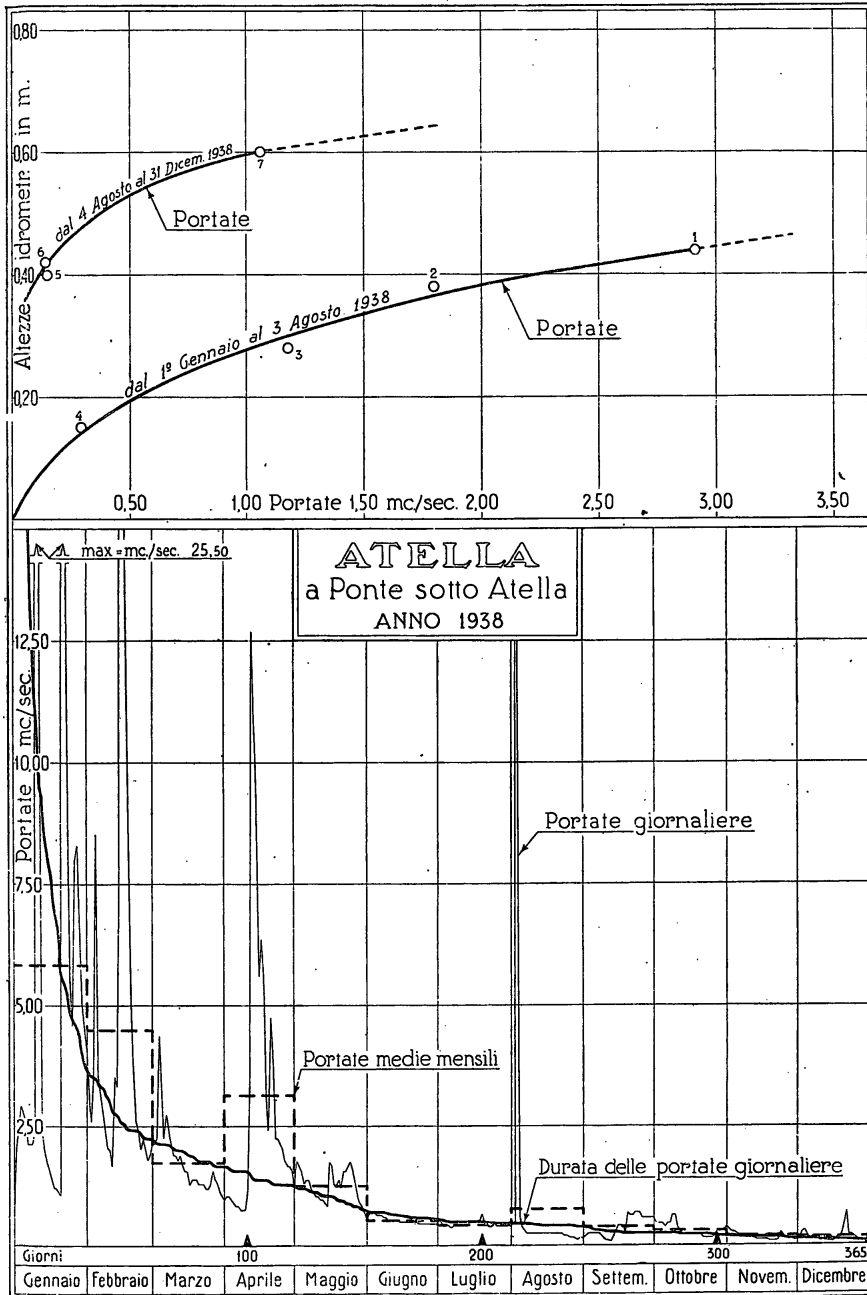 0,80
0,60
0,40
0,20
Altezze idrometr. in m.
dal 4 Agosto al 31 Dicem. 1938
7
Portate
6
5
1
2
dal 1º Gennaio al 3 Agosto 1938
Portate
3
4
0,50
1,00
Portate mc/sec.
1,50
2,00
2,50
3,00
3,50
max = mc./sec. 25,50
ATELLA
a Ponte sotto Atella
ANNO 1938
12,50
10,00
7,50
5,00
2,50
Portate mc/sec.
Portate giornaliere
Portate medie mensili
Durata delle portate giornaliere
Giorni
100
200
300
365
Gennaio Febbraio Marzo Aprile Maggio Giugno Luglio Agosto Settem. Ottobre Novem. Dicembre